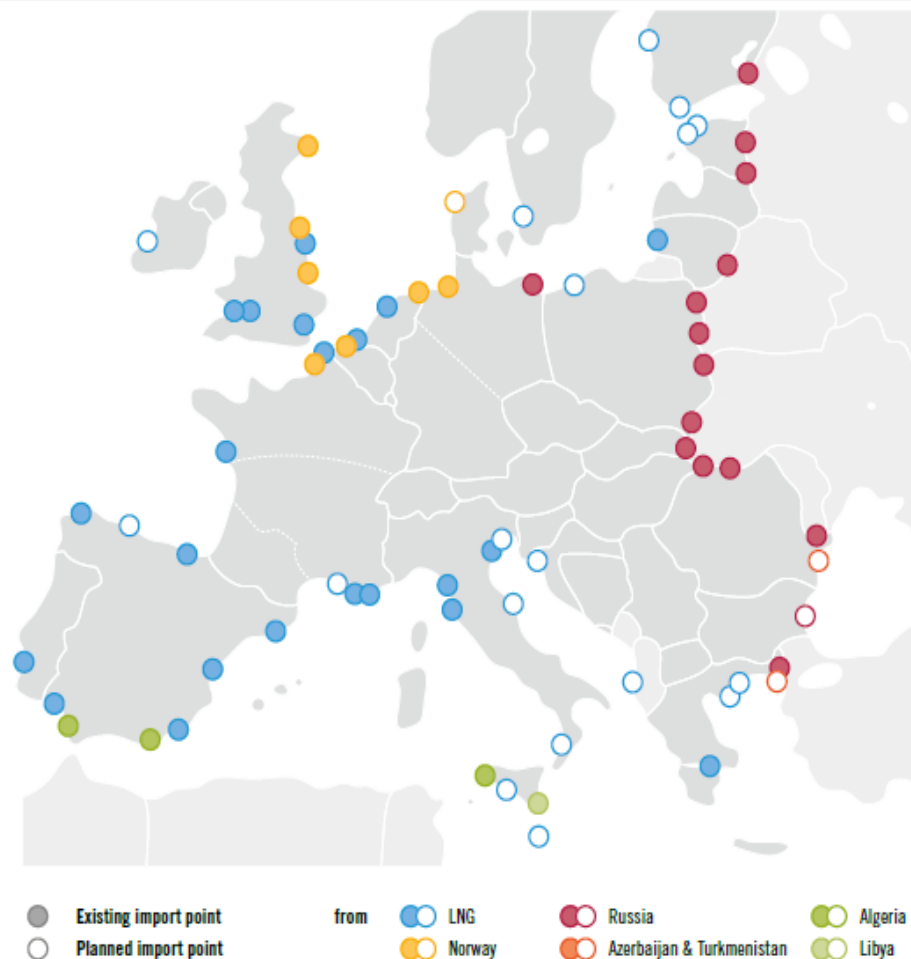 Existing import point from LNG Russia Algeria
Planned import point Norway Azerbaijan & Turkmenistan Libya